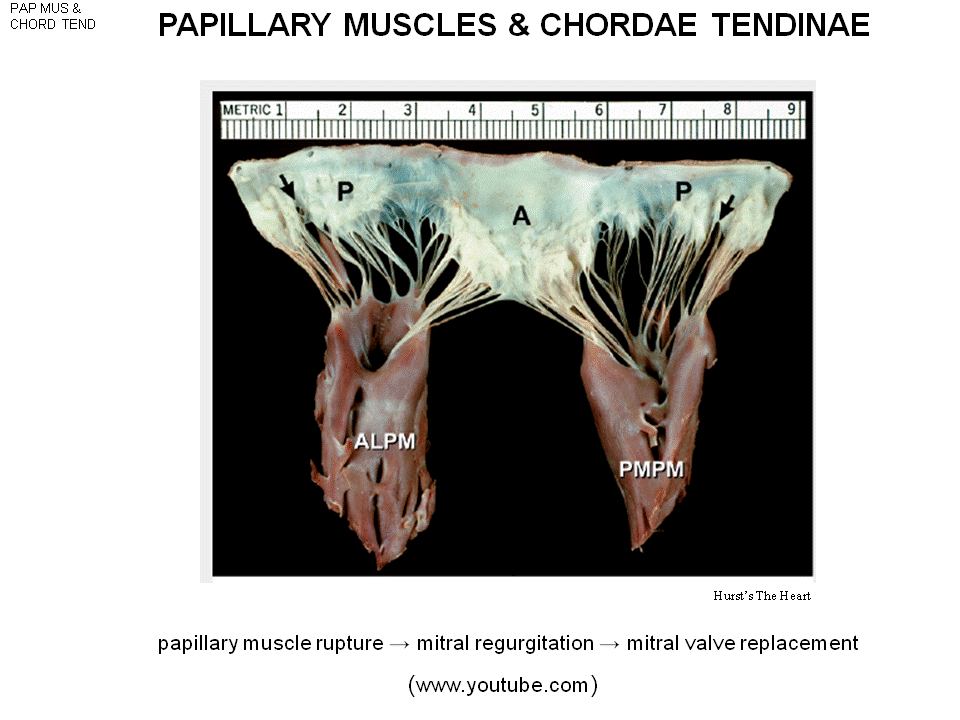 PAP MUS &
CHORD TEND
PAPILLARY MUSCLES & CHORDAE TENDINAE
METRIC 1 2 3 4 5 6 7 8 9
P
P
A
ALPM
PMPM
Hurst's The Heart
papillary muscle rupture → mitral regurgitation → mitral valve replacement
(www.youtube.com)